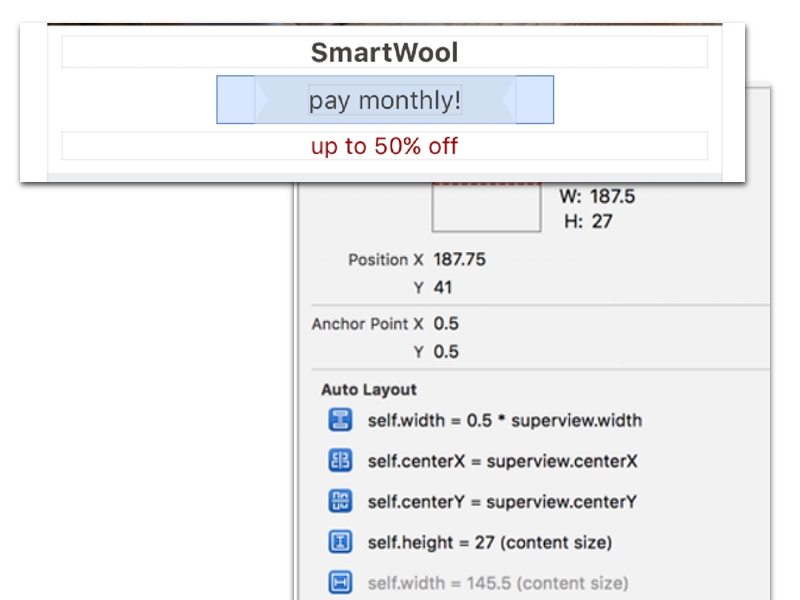 SmartWool
pay monthly!
up to 50% off
W: 187.5
H: 27
Position X 187.75
Y 41
Anchor Point X 0.5
Y 0.5
Auto Layout
self.width = 0.5 * superview.width
self.centerX = superview.centerX
self.centerY = superview.centerY
self.height = 27 (content size)
self.width = 145.5 (content size)